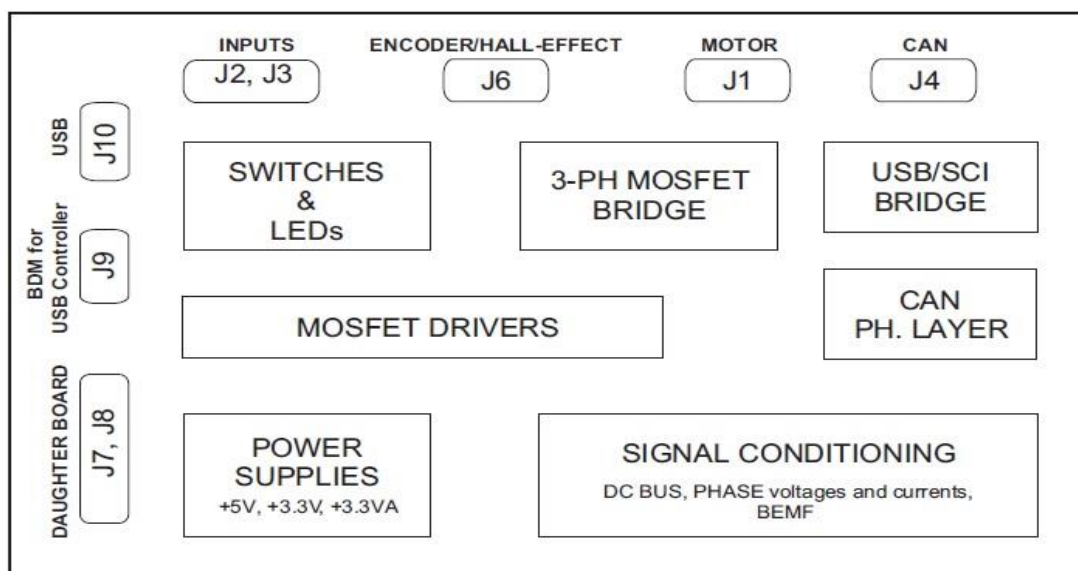 INPUTS
J2, J3
ENCODER/HALL-EFFECT
J6
MOTOR
J1
CAN
J4
USB
J10
BDM for
USB Controller
J9
DAUGHTER BOARD
J7, J8
SWITCHES
&
LEDs
3-PH MOSFET
BRIDGE
USB/SCI
BRIDGE
MOSFET DRIVERS
CAN
PH. LAYER
POWER
SUPPLIES
+5V, +3.3V, +3.3VA
SIGNAL CONDITIONING
DC BUS, PHASE voltages and currents,
BEMF